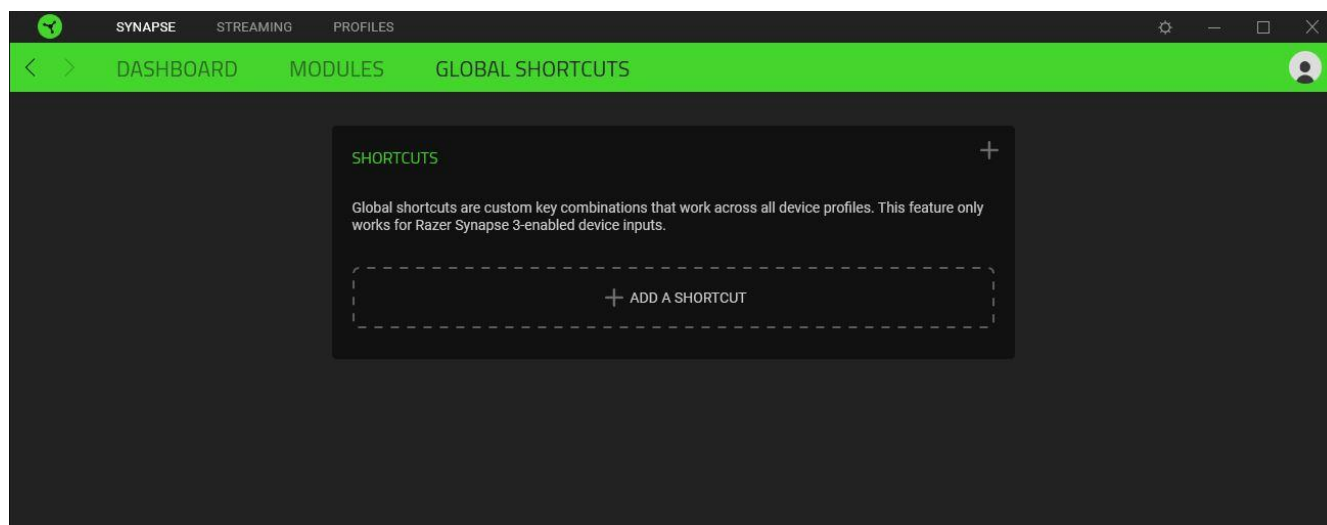 SYNAPSE STREAMING PROFILES
DASHBOARD MODULES GLOBAL SHORTCUTS
SHORTCUTS
Global shortcuts are custom key combinations that work across all device profiles. This feature only
works for Razer Synapse 3-enabled device inputs.
ADD A SHORTCUT